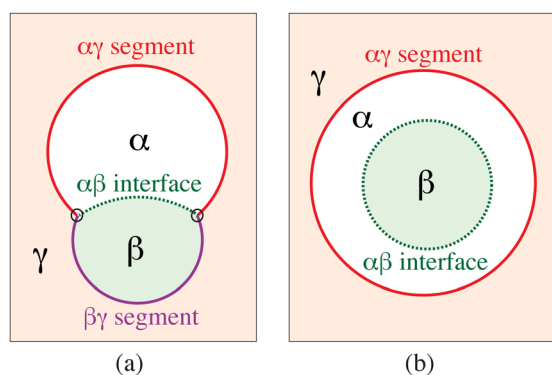 αγ segment
α
αβ interface
β
γ
βγ segment
(a)
αγ segment
γ
α
β
αβ interface
(b)